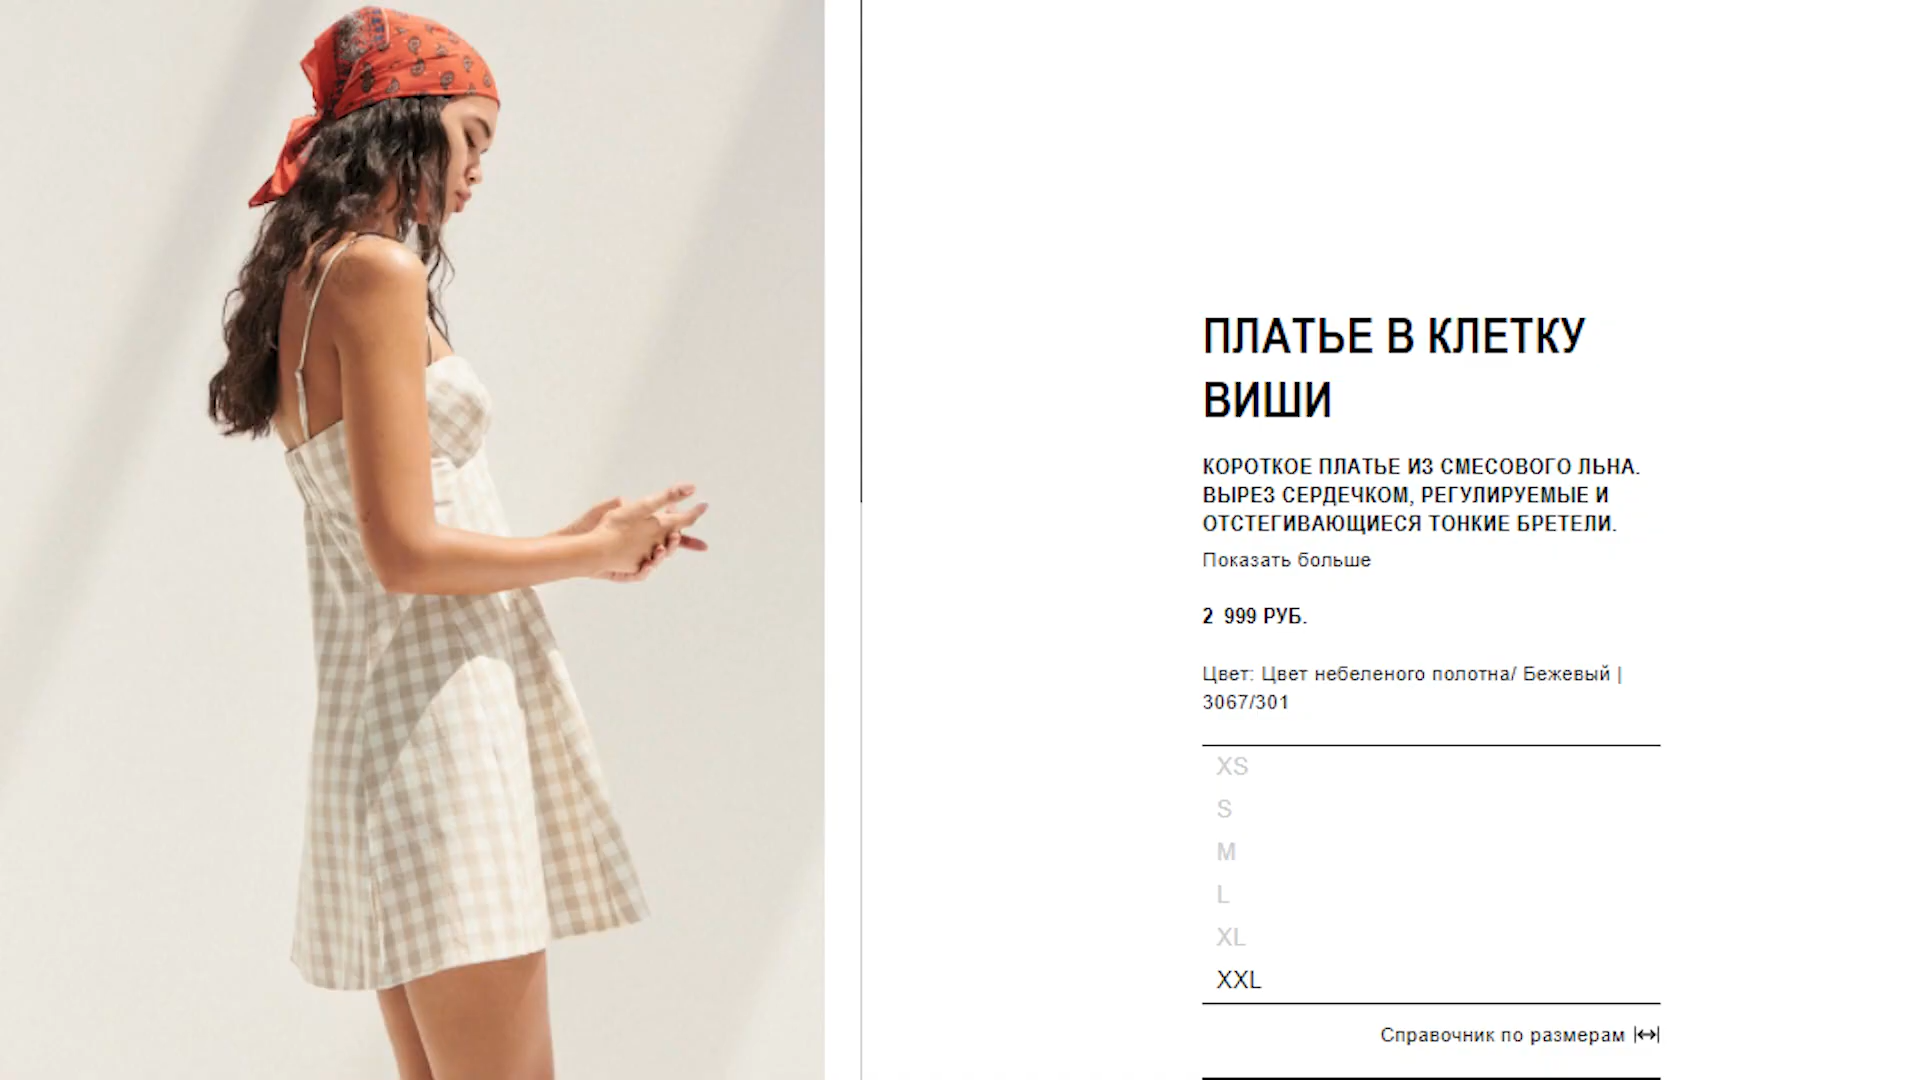 ПЛАТЬЕ В КЛЕТКУ
ВИШИ
КОРОТКОЕ ПЛАТЬЕ ИЗ СМЕСОВОГО ЛЬНА.
ВЫРЕЗ СЕРДЕЧКОМ, РЕГУЛИРУЕМЫЕ И
ОТСТЕГИВАЮЩИЕСЯ ТОНКИЕ БРЕТЕЛИ.
Показать больше
2 999 РУБ.
Цвет: Цвет небеленого полотна/ Бежевый |
3067/301
XS
S
M
L
XL
XXL
Справочник по размерам